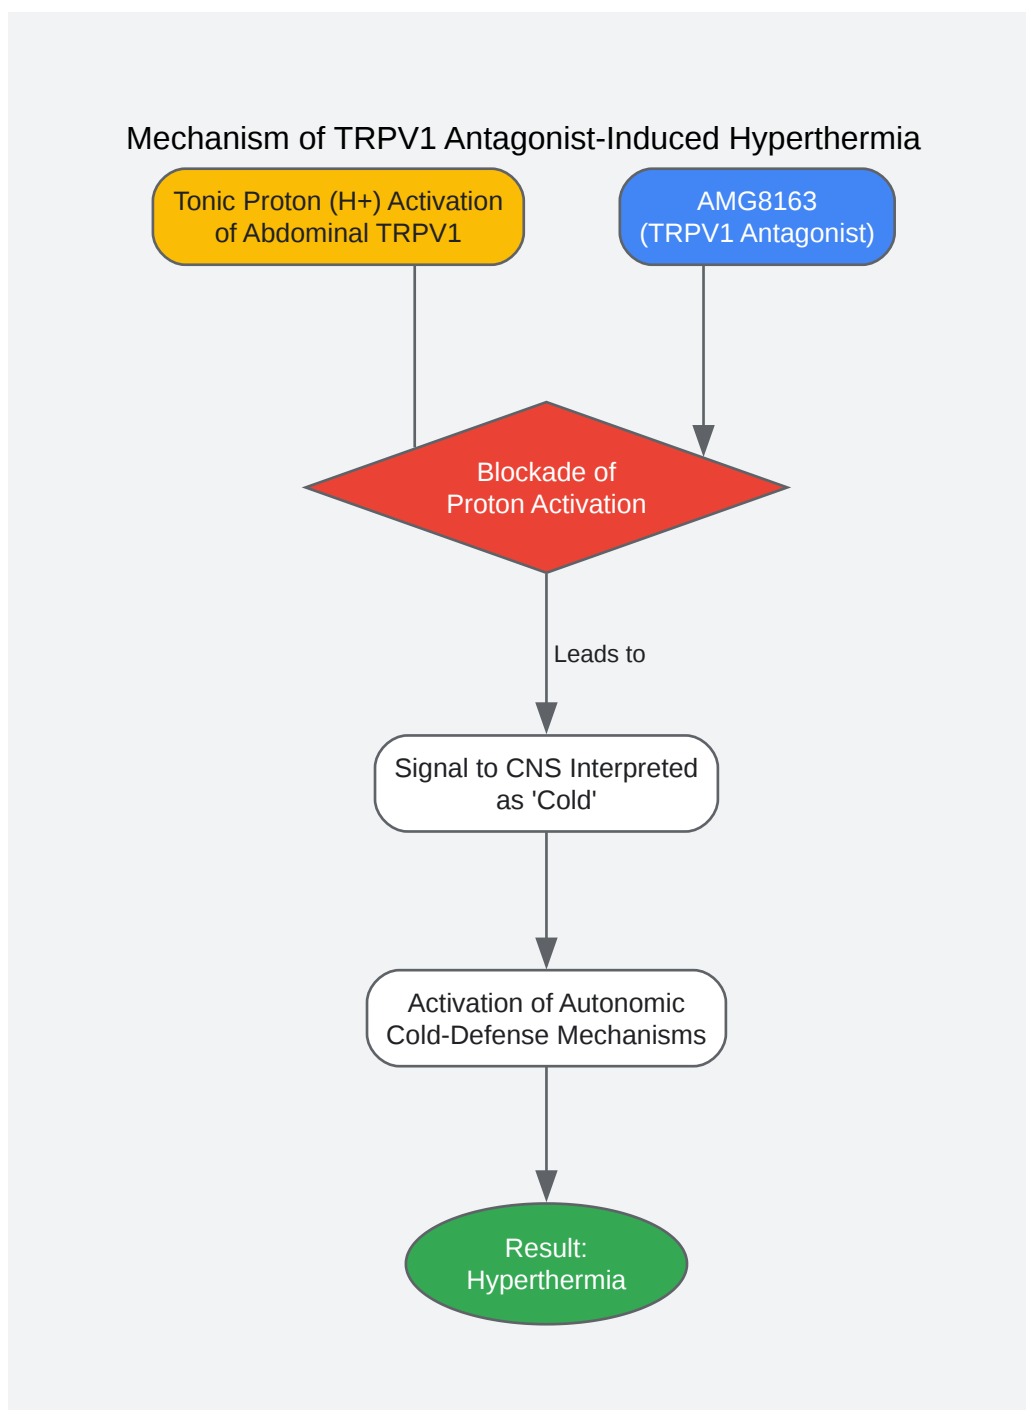 Mechanism of TRPV1 Antagonist-Induced Hyperthermia
Tonic Proton (H+) Activation
of Abdominal TRPV1
AMG8163
(TRPV1 Antagonist)
Blockade of
Proton Activation
Leads to
Signal to CNS Interpreted
as 'Cold'
Activation of Autonomic
Cold-Defense Mechanisms
Result:
Hyperthermia